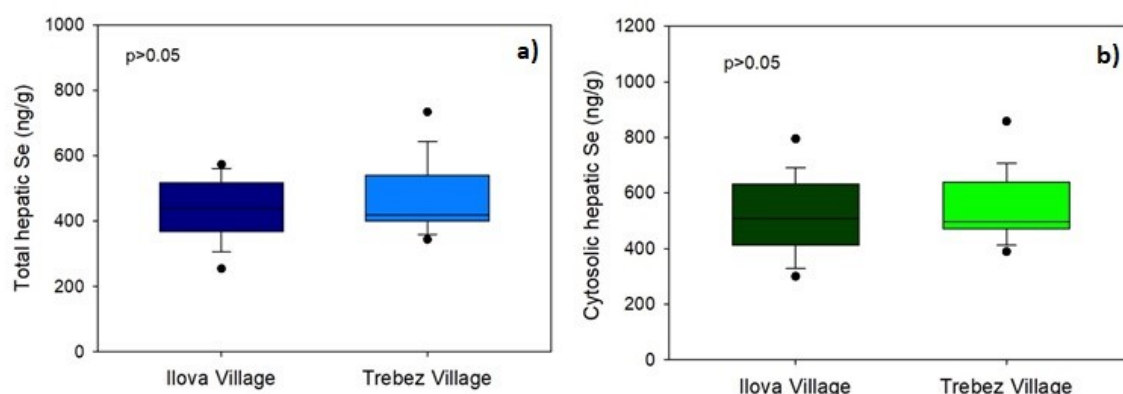 1000
800
600
400
200
0
Total hepatic Se (ng/g)
p>0.05
a)
Ilova Village
Trebez Village
1200
1000
800
600
400
200
0
Cytosolic hepatic Se (ng/g)
p>0.05
b)
Ilova Village
Trebez Village